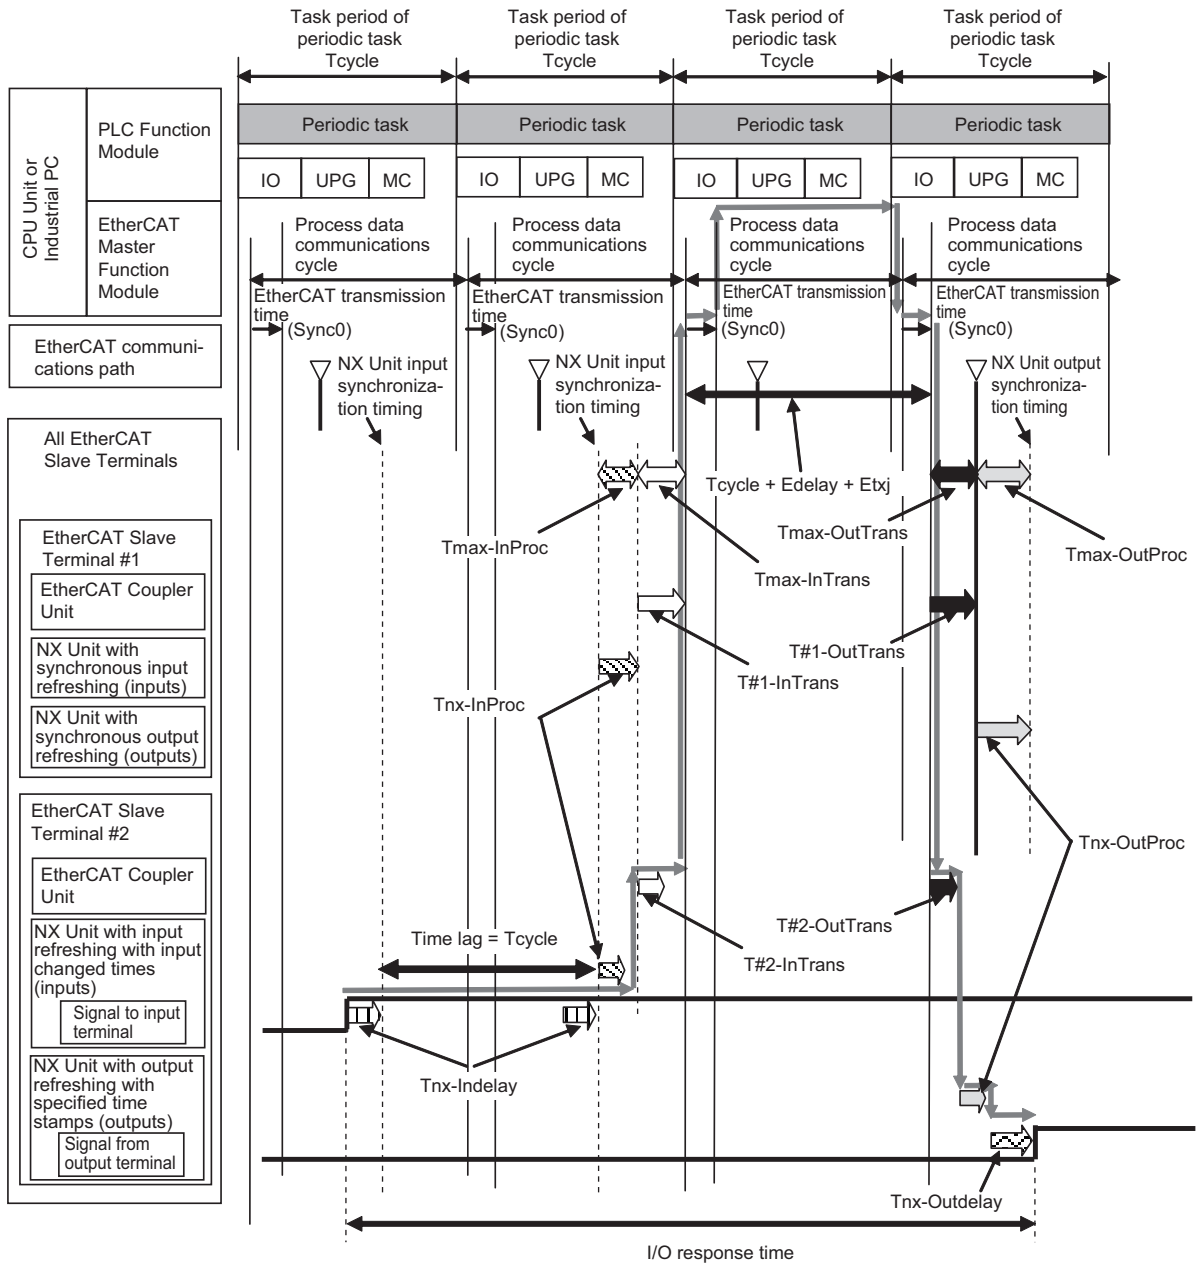 Task period of
periodic task
Tcycle
Task period of
periodic task
Tcycle
Task period of
periodic task
Tcycle
Task period of
periodic task
Tcycle
CPU Unit or
Industrial PC
PLC Function
Module
Periodic task
Periodic task
Periodic task
Periodic task
IO
UPG
MC
IO
UPG
MC
IO
UPG
MC
IO
UPG
MC
EtherCAT
Master
Function
Module
Process data
communications
cycle
Process data
communications
cycle
Process data
communications
cycle
Process data
communications
cycle
EtherCAT transmission
time
(Sync0)
EtherCAT transmission
time
(Sync0)
EtherCAT transmission
time
(Sync0)
EtherCAT transmission
time
(Sync0)
EtherCAT communi-
cations path
NX Unit input
synchroniza-
tion timing
NX Unit input
synchroniza-
tion timing
NX Unit output
synchroniza-
tion timing
All EtherCAT
Slave Terminals
Tcycle + Edelay + Etxj
Tmax-InProc
Tmax-InTrans
Tmax-OutTrans
Tmax-OutProc
EtherCAT Slave
Terminal #1
EtherCAT Coupler
Unit
NX Unit with
synchronous input
refreshing (inputs)
NX Unit with
synchronous output
refreshing (outputs)
T#1-OutTrans
T#1-InTrans
Tnx-InProc
Tnx-OutProc
EtherCAT Slave
Terminal #2
EtherCAT Coupler
Unit
NX Unit with input
refreshing with input
changed times
(inputs)
Signal to input
terminal
Time lag = Tcycle
T#2-InTrans
T#2-OutTrans
Tnx-Indelay
NX Unit with output
refreshing with
specified time
stamps (outputs)
Signal from
output terminal
Tnx-Outdelay
I/O response time